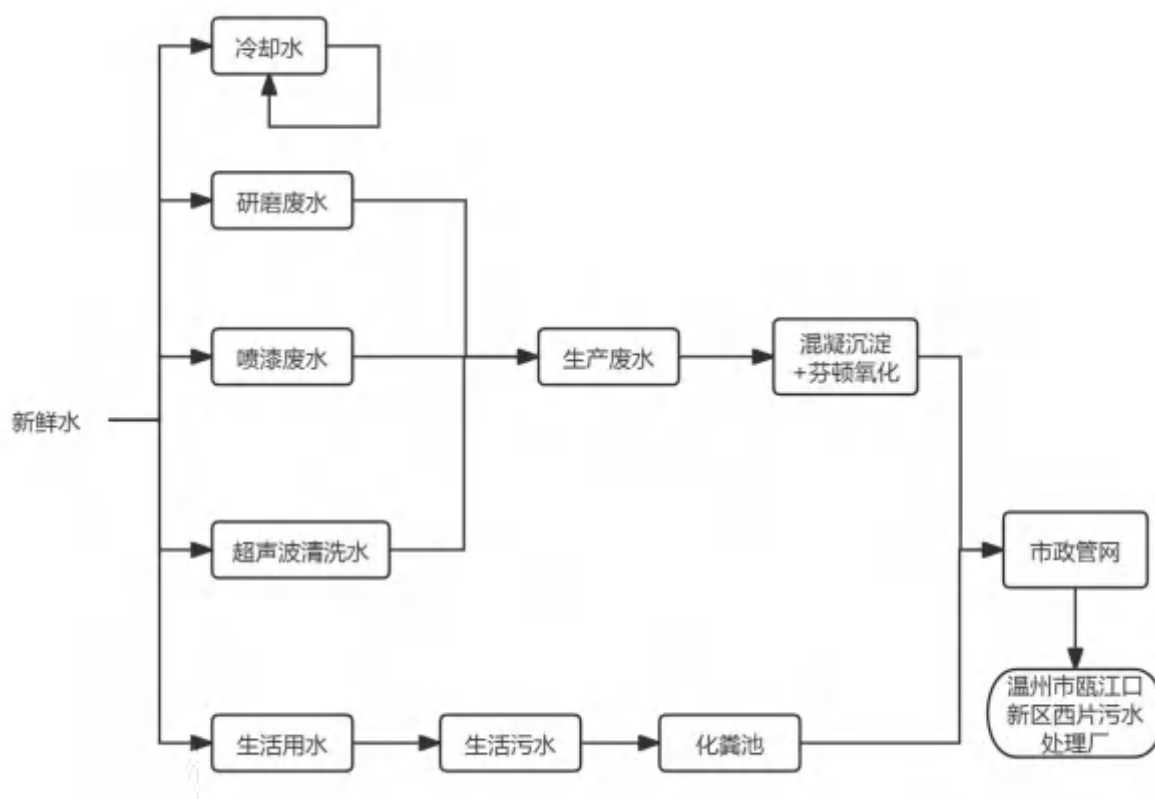 冷却水
研磨废水
喷漆废水
生产废水
混凝沉淀
+芬顿氧化
新鲜水
超声波清洗水
市政管网
生活用水
生活污水
化粪池
温州市瓯江口
新区西片污水
处理厂